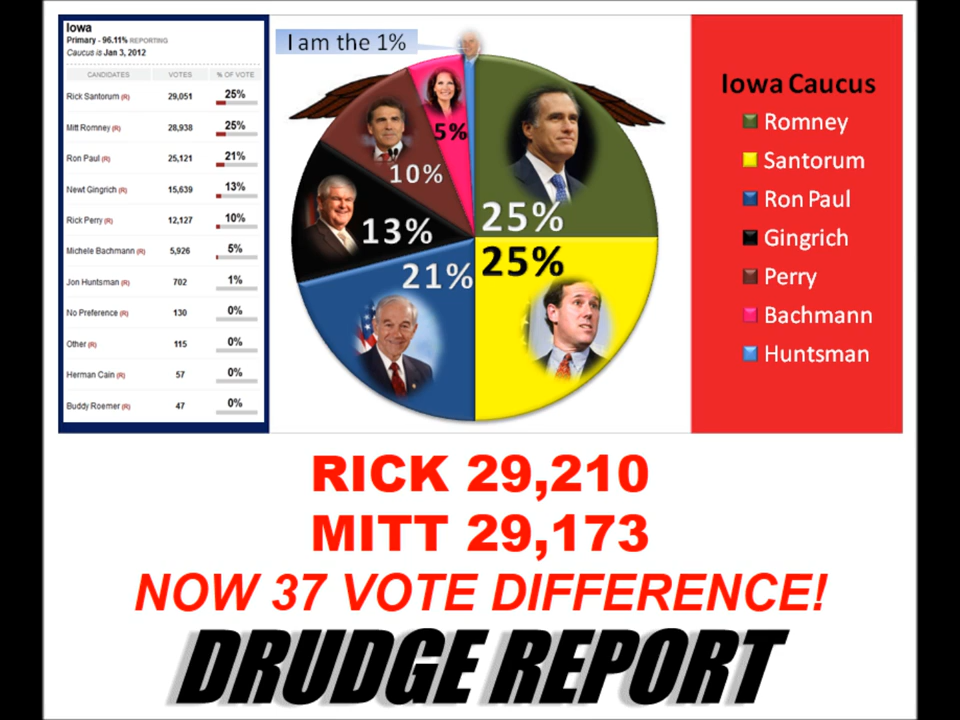 Iowa
Primary - 96.11% REPORTING
Caucus is Jan 3, 2012
CANDIDATES VOTES % OF VOTE
Rick Santorum (R) 29,051 25%
Mitt Romney (R) 28,938 25%
Ron Paul (R) 25,121 21%
Newt Gingrich (R) 15,639 13%
Rick Perry (R) 12,127 10%
Michele Bachmann (R) 5,926 5%
Jon Huntsman (R) 702 1%
No Preference (R) 130 0%
Other (R) 115 0%
Herman Cain (R) 57 0%
Buddy Roemer (R) 47 0%
I am the 1%
5%
10%
13%
25%
21%
25%
Iowa Caucus
Romney
Santorum
Ron Paul
Gingrich
Perry
Bachmann
Huntsman
RICK 29,210
MITT 29,173
NOW 37 VOTE DIFFERENCE!
DRUDGE REPORT